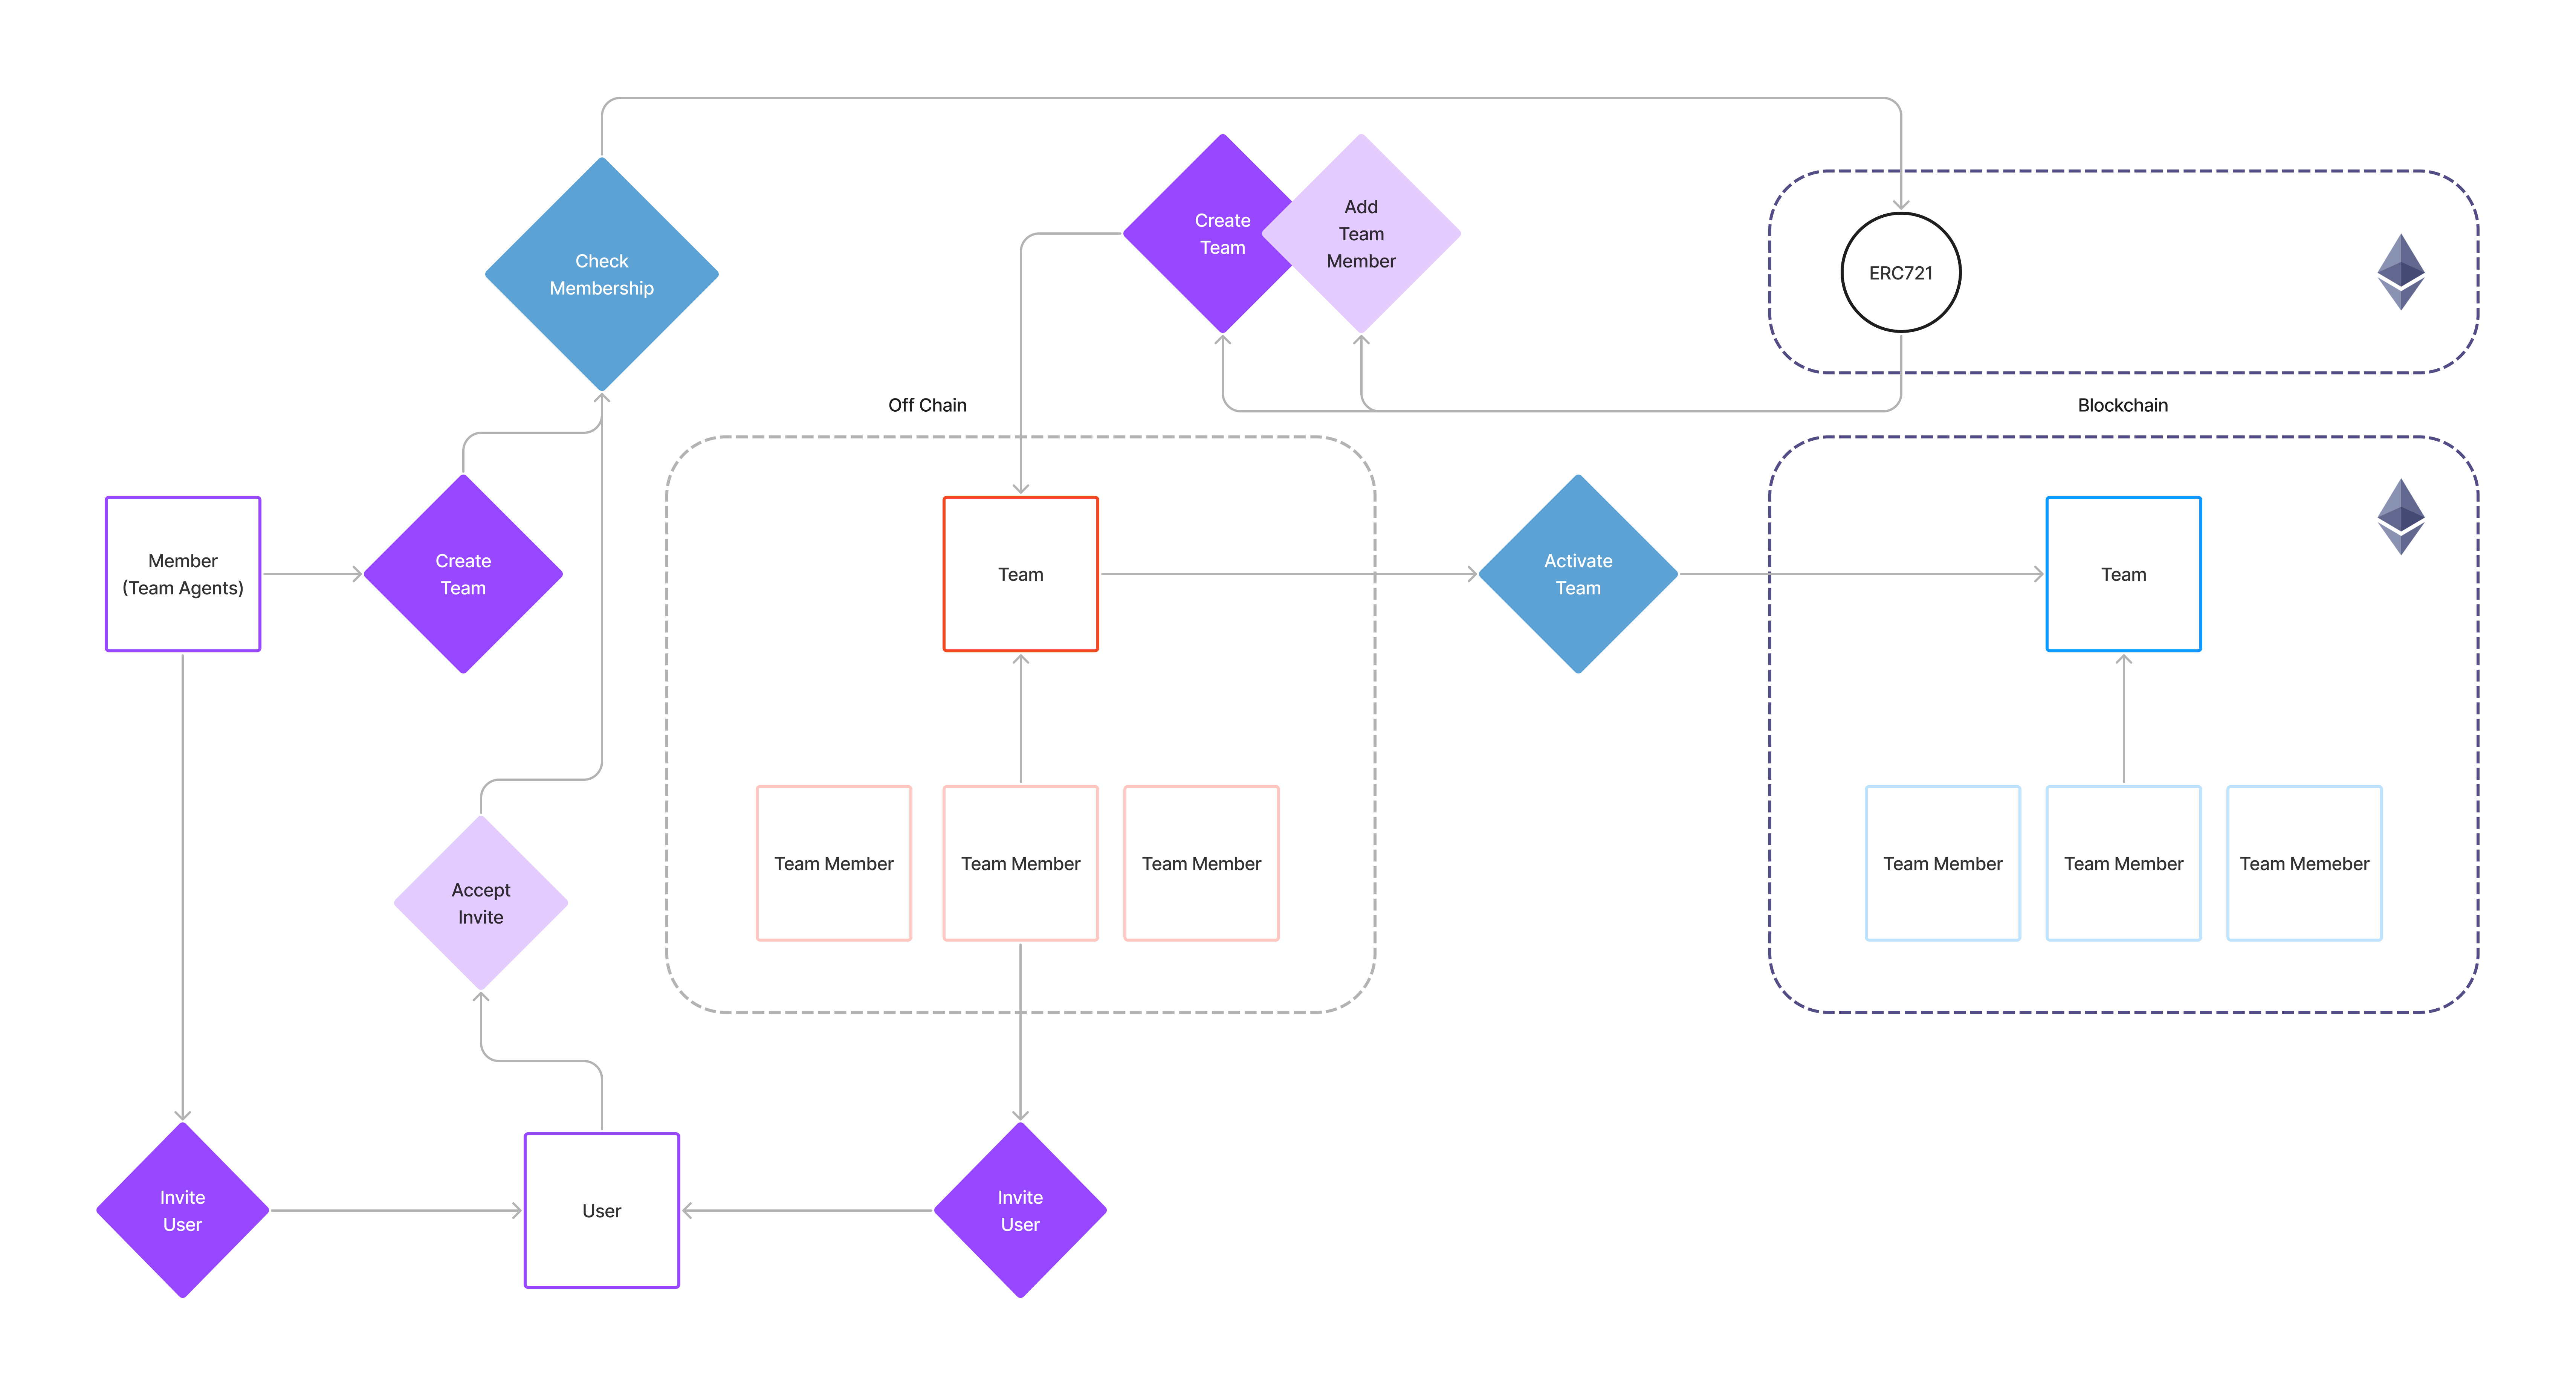 Check
Membership
Create
Team
Add
Team
Member
ERC721
Off Chain
Blockchain
Member
(Team Agents)
Create
Team
Team
Activate
Team
Team
Accept
Invite
Team Member
Team Member
Team Member
Team Member
Team Member
Team Memeber
Invite
User
User
Invite
User